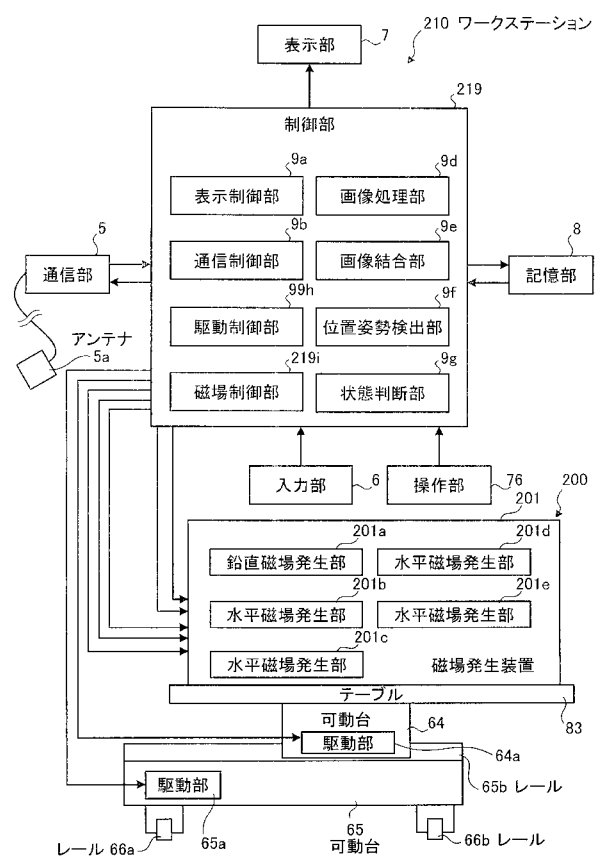 210 ワークステーション
7
表示部
219
制御部
9a
9d
表示制御部
画像処理部
5
9b
9e
8
通信部
通信制御部
画像結合部
記憶部
99h
9f
駆動制御部
位置姿勢検出部
アンテナ
5a
219i
9g
磁場制御部
状態判断部
入力部
6
操作部
76
201
200
201a
201d
鉛直磁場発生部
水平磁場発生部
201b
201e
水平磁場発生部
水平磁場発生部
201c
水平磁場発生部
磁場発生装置
テーブル
83
可動台
64
駆動部
64a
65b レール
駆動部
65a
65
可動台
レール 66a
66b レール